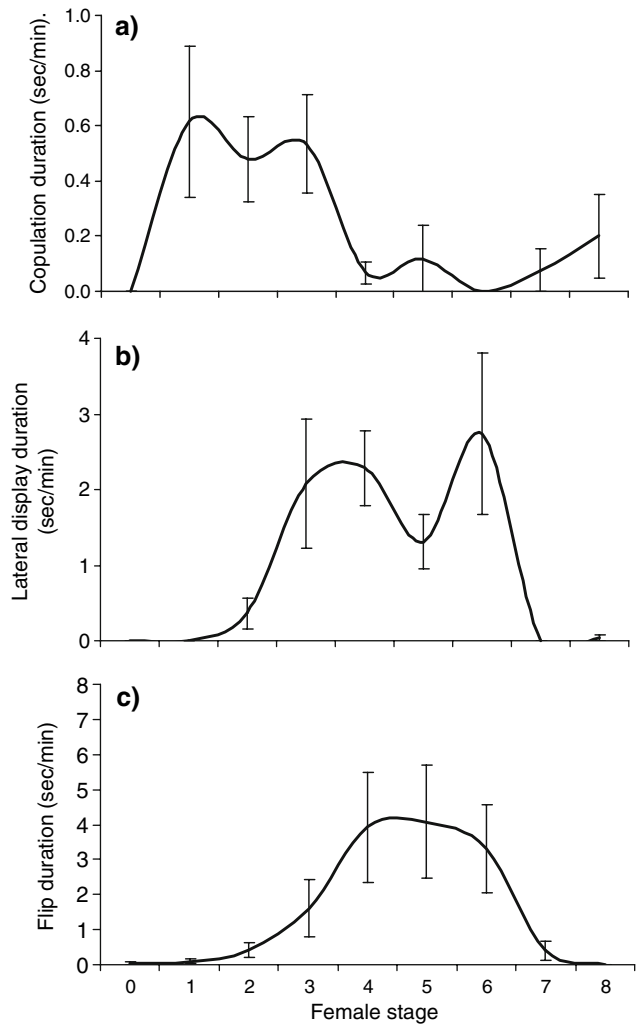 a)
Copulation duration (sec/min).
1.0
0.8
0.6
0.4
0.2
0.0
b)
Lateral display duration
(sec/min)
4
3
2
1
0
c)
Flip duration (sec/min)
8
7
6
5
4
3
2
1
0
0 1 2 3 4 5 6 7 8
Female stage